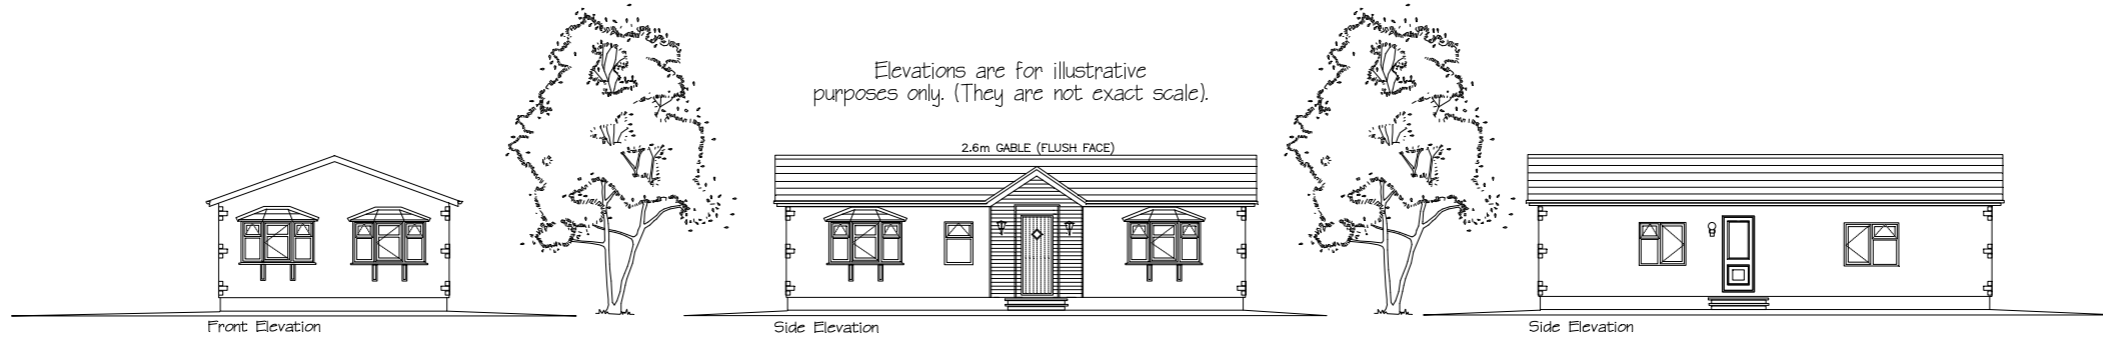 Elevations are for illustrative
purposes only. (They are not exact scale).
2.6m GABLE (FLUSH FACE)
Front Elevation
Side Elevation
Side Elevation